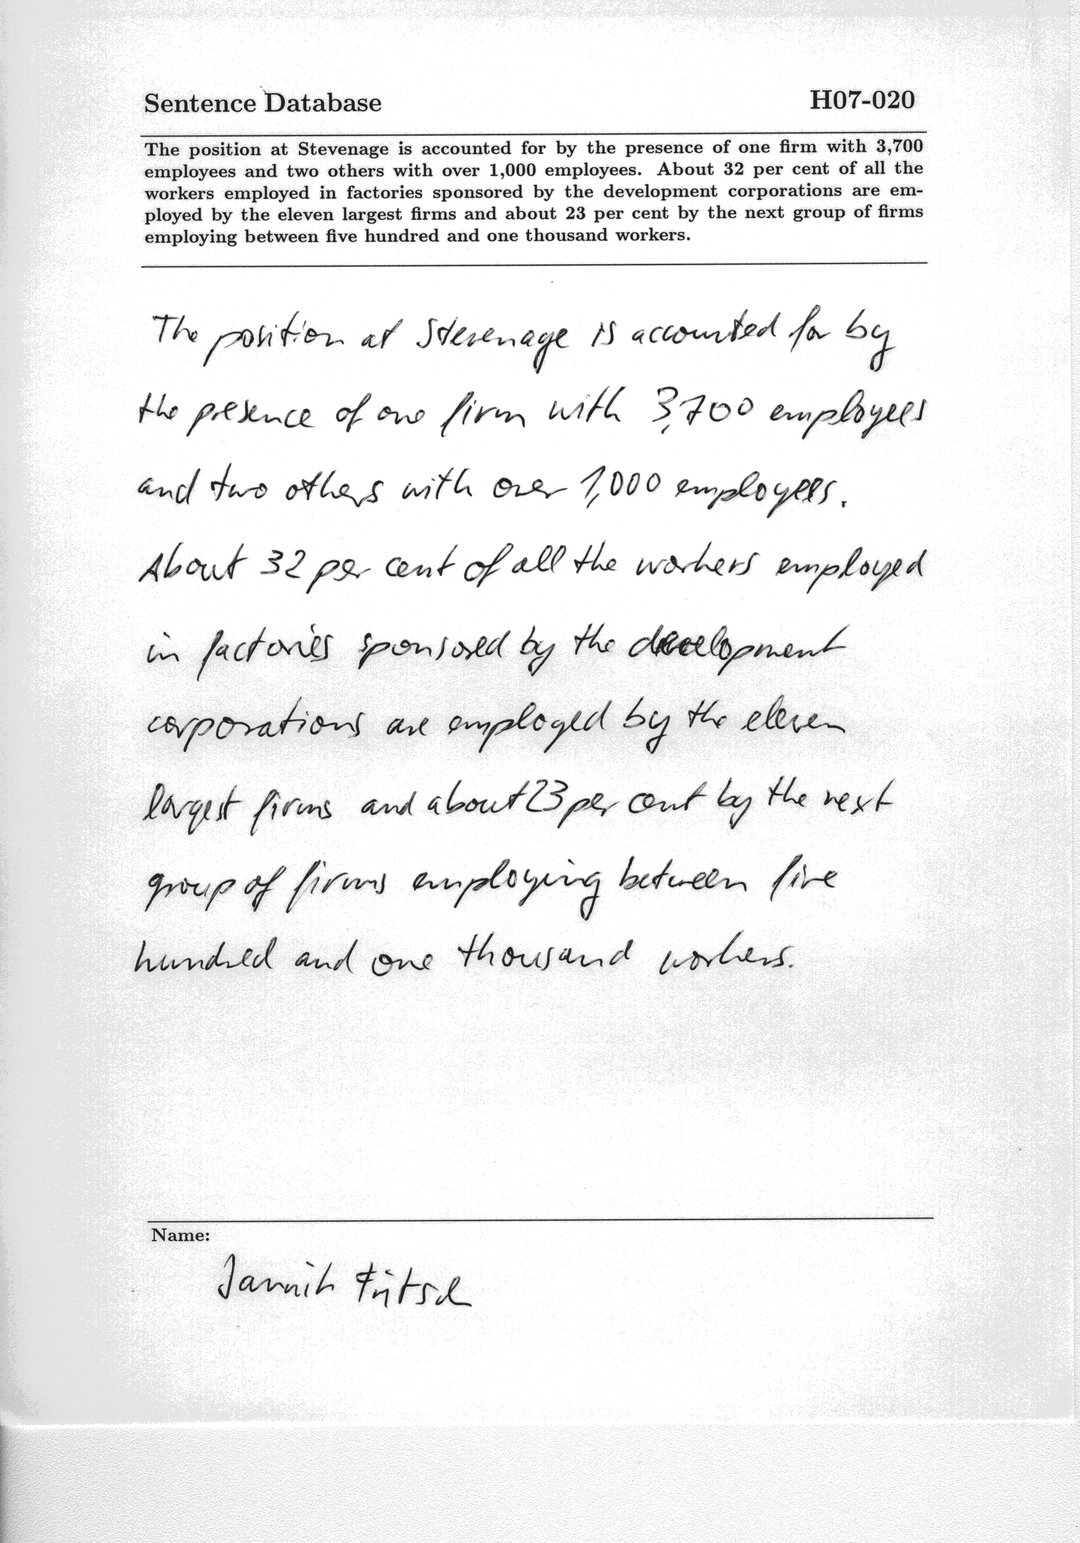 Sentence Database H07-020
The position at Stevenage is accounted for by the presence of one firm with 3,700
employees and two others with over 1,000 employees. About 32 per cent of all the
workers employed in factories sponsored by the development corporations are em-
ployed by the eleven largest firms and about 23 per cent by the next group of firms
employing between five hundred and one thousand workers.
The position at Stevenage is accounted for by
the presence of one firm with 3,700 employees
and two others with over 1,000 employees.
About 32 per cent of all the workers employed
in factories sponsored by the development
corporations are employed by the eleven
largest firms and about 23 per cent by the next
group of firms employing between five
hundred and one thousand workers.
Name:
Jannik